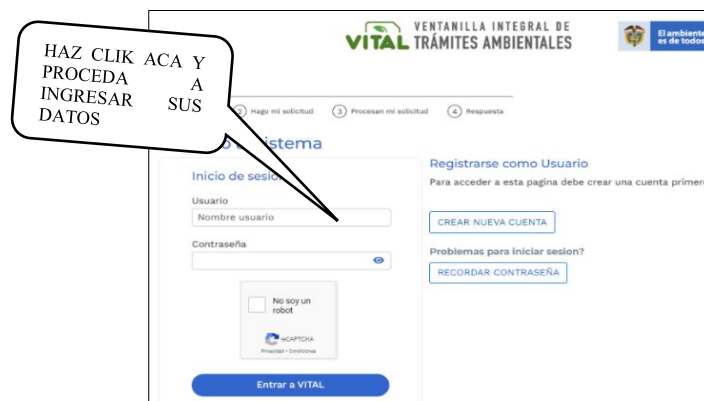 VENTANILLA INTEGRAL DE
VITAL TRÁMITES AMBIENTALES
El ambiente
es de todos
HAZ CLIK ACA Y
PROCEDA A
INGRESAR SUS
DATOS
2 Hago mi solicitud 3 Procesan mi solicitud 4 Respuesta
sistema
Inicio de sesi
Usuario
Nombre usuario
Contraseña
No soy un
robot
reCAPTCHA
Privacidad - Condiciones
Entrar a VITAL
Registrarse como Usuario
Para acceder a esta pagina debe crear una cuenta primero
CREAR NUEVA CUENTA
Problemas para iniciar sesion?
RECORDAR CONTRASEÑA